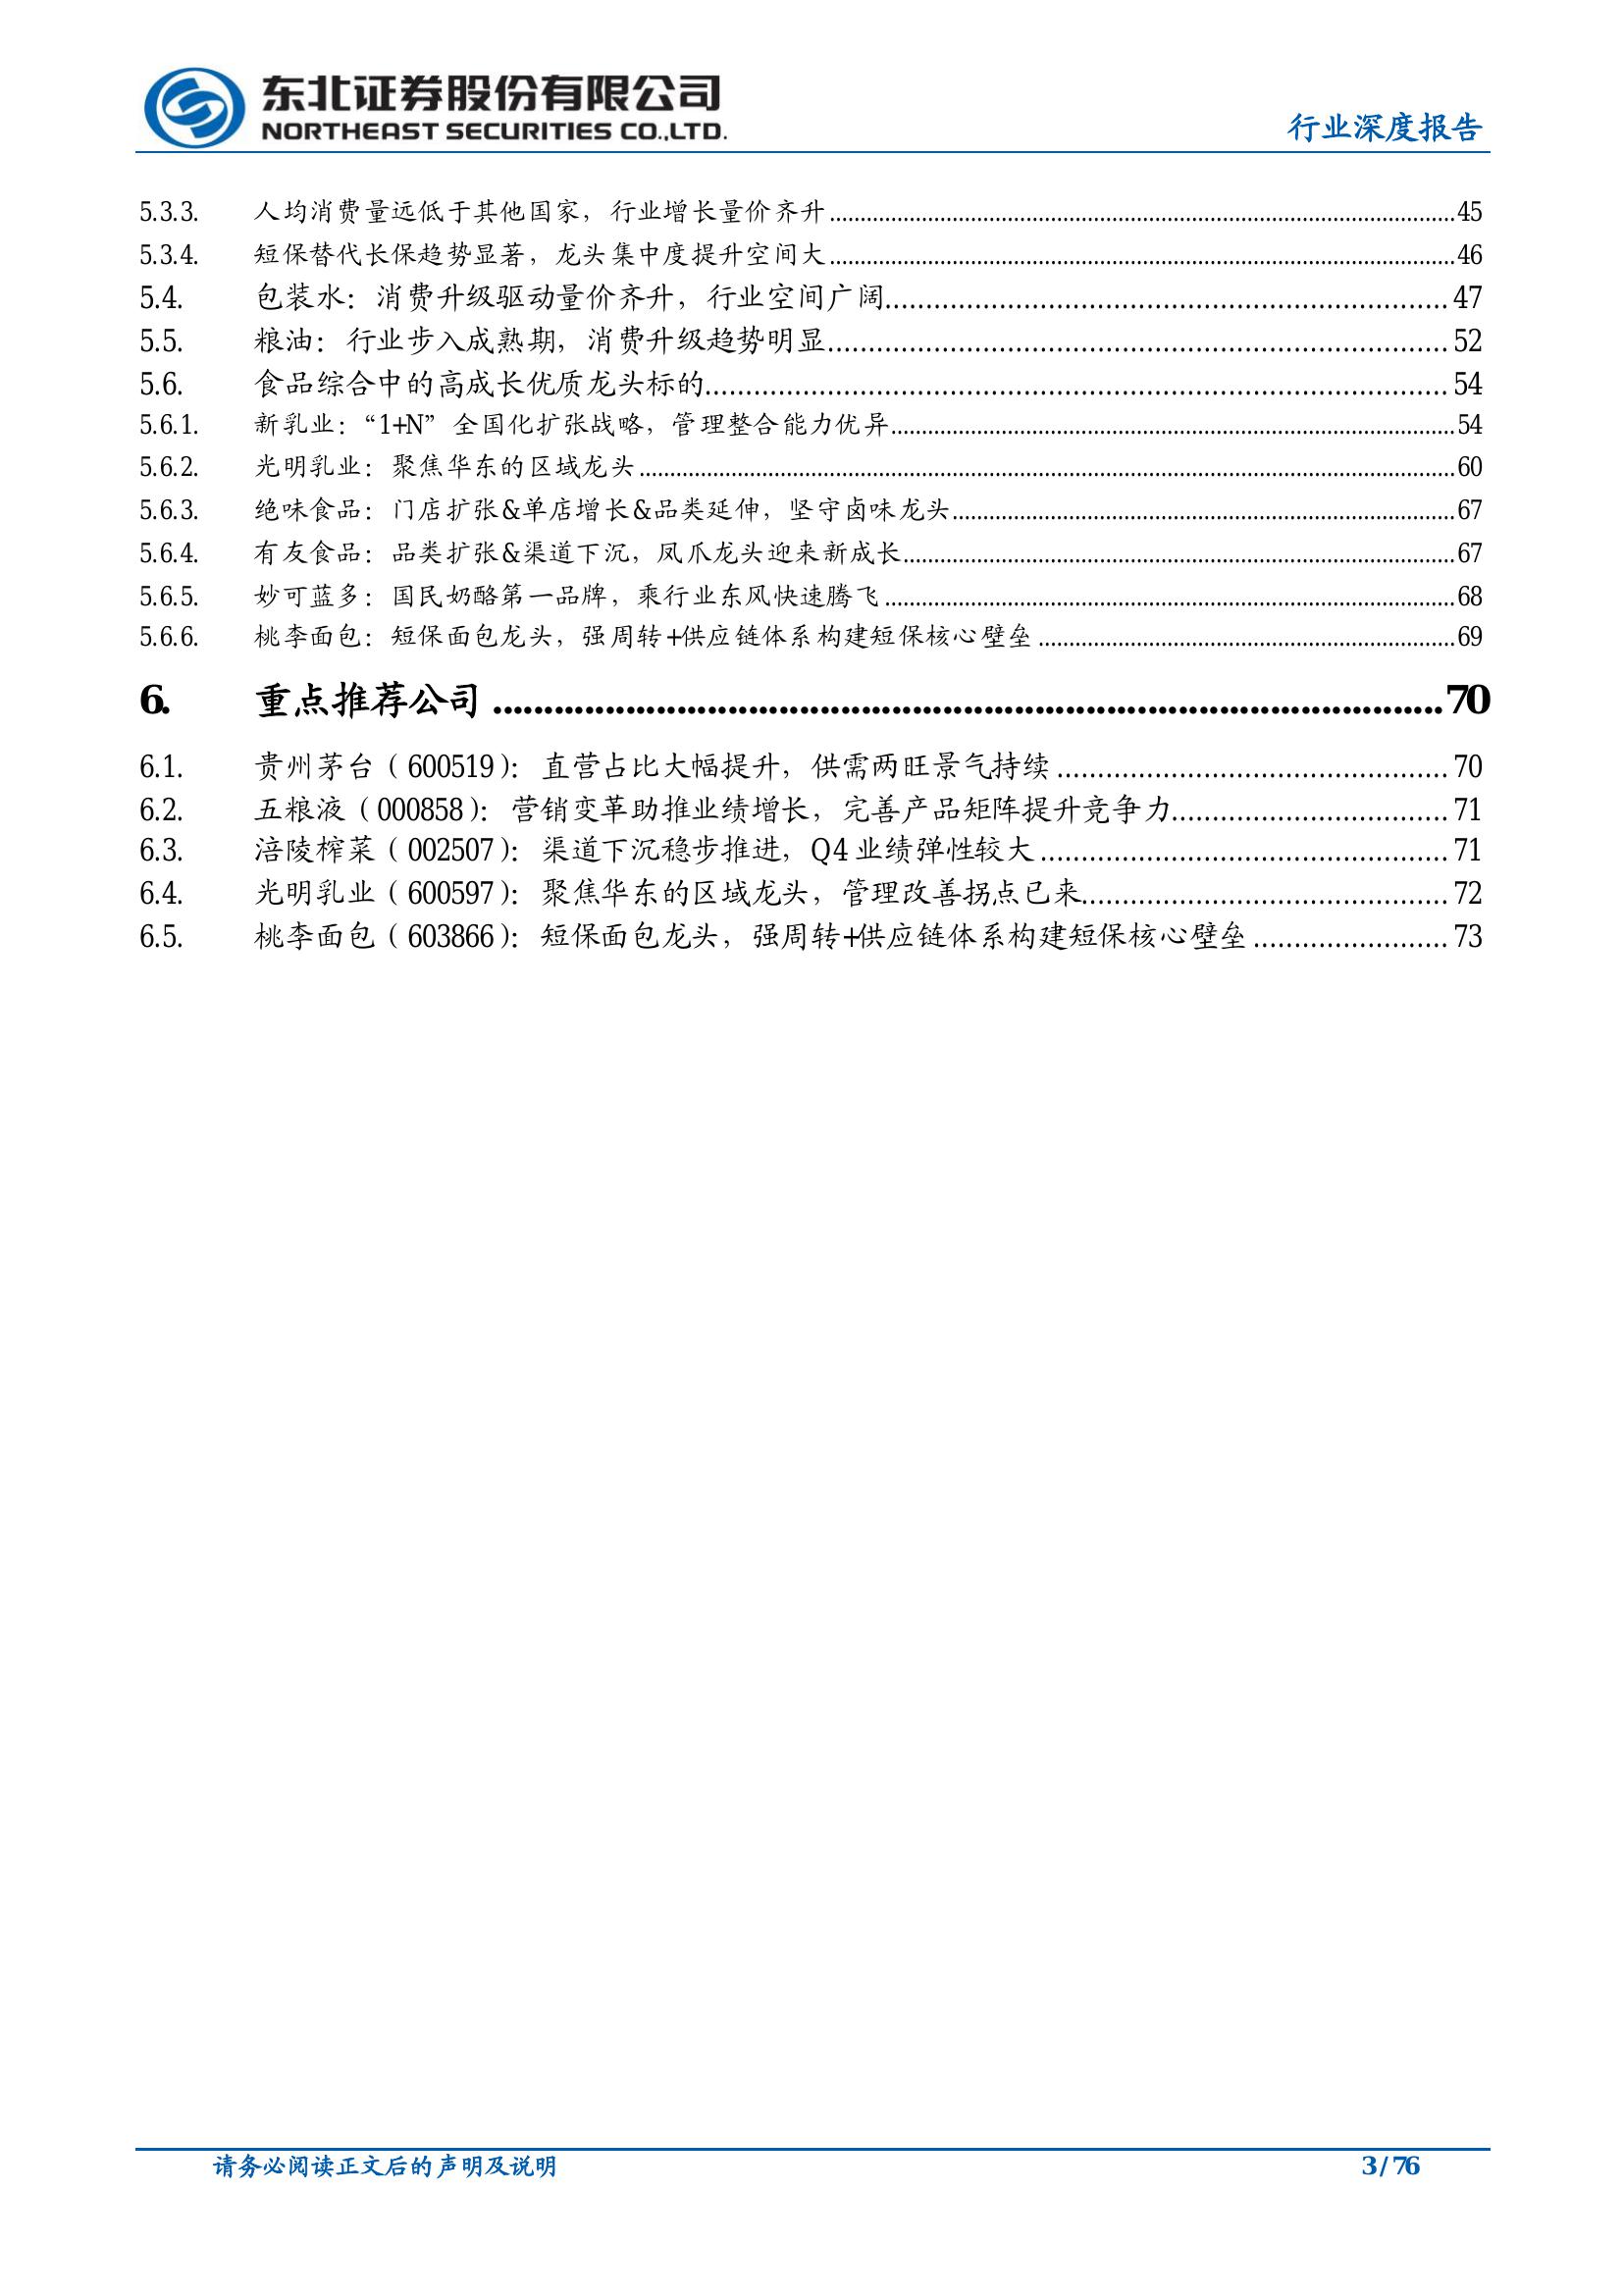 东北证券股份有限公司
NORTHEAST SECURITIES CO.,LTD.
行业深度报告
5.3.3. 人均消费量远低于其他国家，行业增长量价齐升 45
5.3.4. 短保替代长保趋势显著，龙头集中度提升空间大 46
5.4. 包装水：消费升级驱动量价齐升，行业空间广阔 47
5.5. 粮油：行业步入成熟期，消费升级趋势明显 52
5.6. 食品综合中的高成长优质龙头标的 54
5.6.1. 新乳业：“1+N”全国化扩张战略，管理整合能力优异 54
5.6.2. 光明乳业：聚焦华东的区域龙头 60
5.6.3. 绝味食品：门店扩张&单店增长&品类延伸，坚守卤味龙头 67
5.6.4. 有友食品：品类扩张&渠道下沉，凤爪龙头迎来新成长 67
5.6.5. 妙可蓝多：国民奶酪第一品牌，乘行业东风快速腾飞 68
5.6.6. 桃李面包：短保面包龙头，强周转+供应链体系构建短保核心壁垒 69
6. 重点推荐公司 70
6.1. 贵州茅台（600519）：直营占比大幅提升，供需两旺景气持续 70
6.2. 五粮液（000858）：营销变革助推业绩增长，完善产品矩阵提升竞争力 71
6.3. 涪陵榨菜（002507）：渠道下沉稳步推进，Q4 业绩弹性较大 71
6.4. 光明乳业（600597）：聚焦华东的区域龙头，管理改善拐点已来 72
6.5. 桃李面包（603866）：短保面包龙头，强周转+供应链体系构建短保核心壁垒 73
请务必阅读正文后的声明及说明 3 / 76